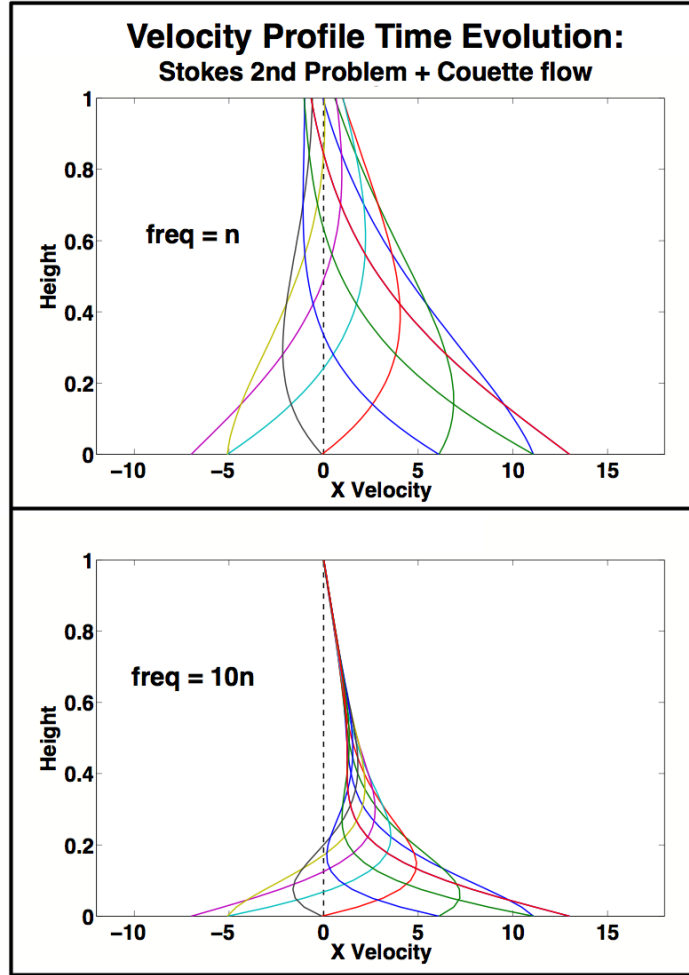 Velocity Profile Time Evolution:
Stokes 2nd Problem + Couette flow
1
0.8
0.6
0.4
0.2
0
Height
freq = n
−10 −5 0 5 10 15
X Velocity
1
0.8
0.6
0.4
0.2
0
Height
freq = 10n
−10 −5 0 5 10 15
X Velocity